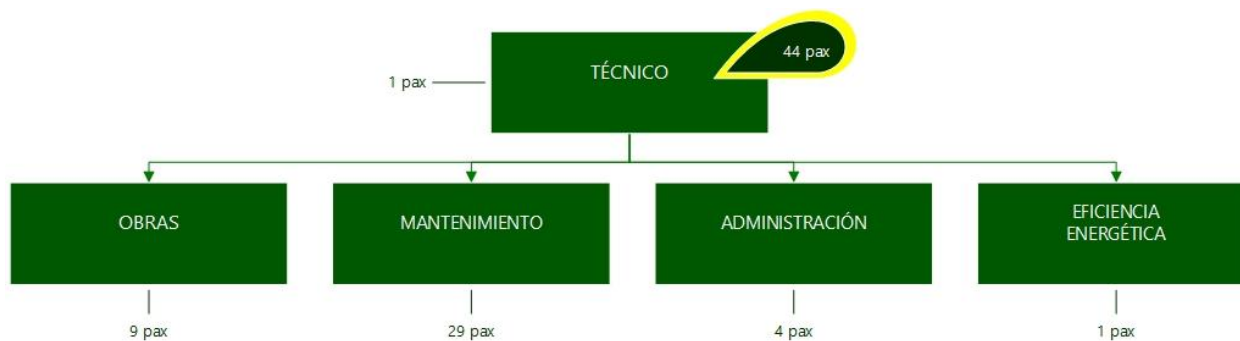 44 pax
TÉCNICO
1 pax
OBRAS
MANTENIMIENTO
ADMINISTRACIÓN
EFICIENCIA
ENERGÉTICA
9 pax
29 pax
4 pax
1 pax